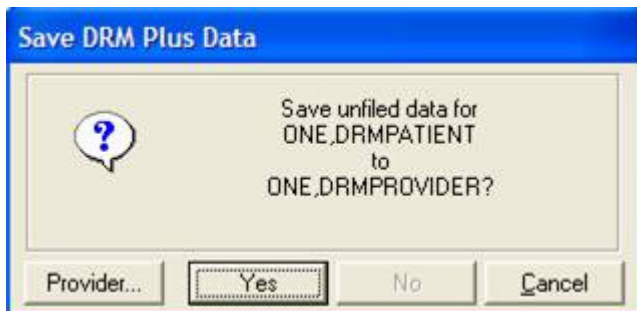 Save DRM Plus Data
?
Save unfiled data for
ONE,DRMPATIENT
to
ONE,DRMPROVIDER?
Provider... Yes No Cancel